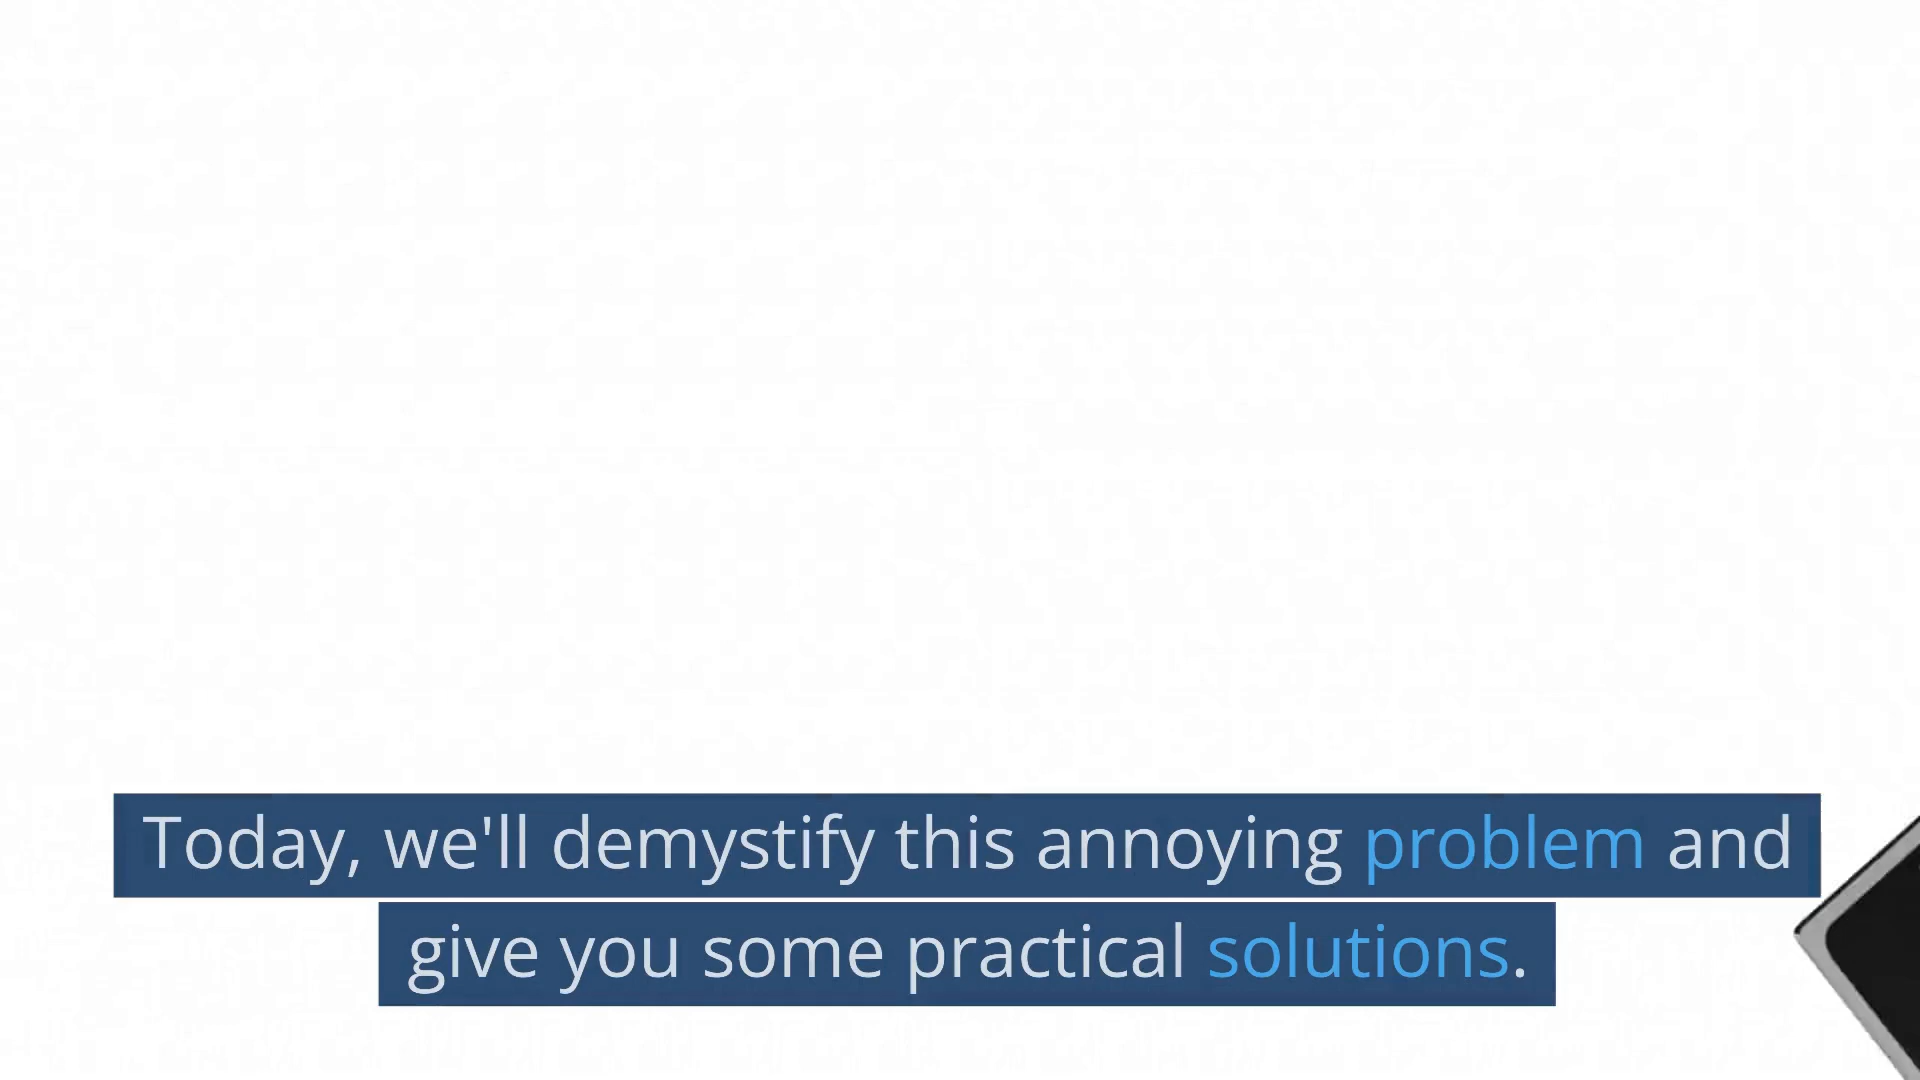 Today, we'll demystify this annoying problem and
give you some practical solutions.